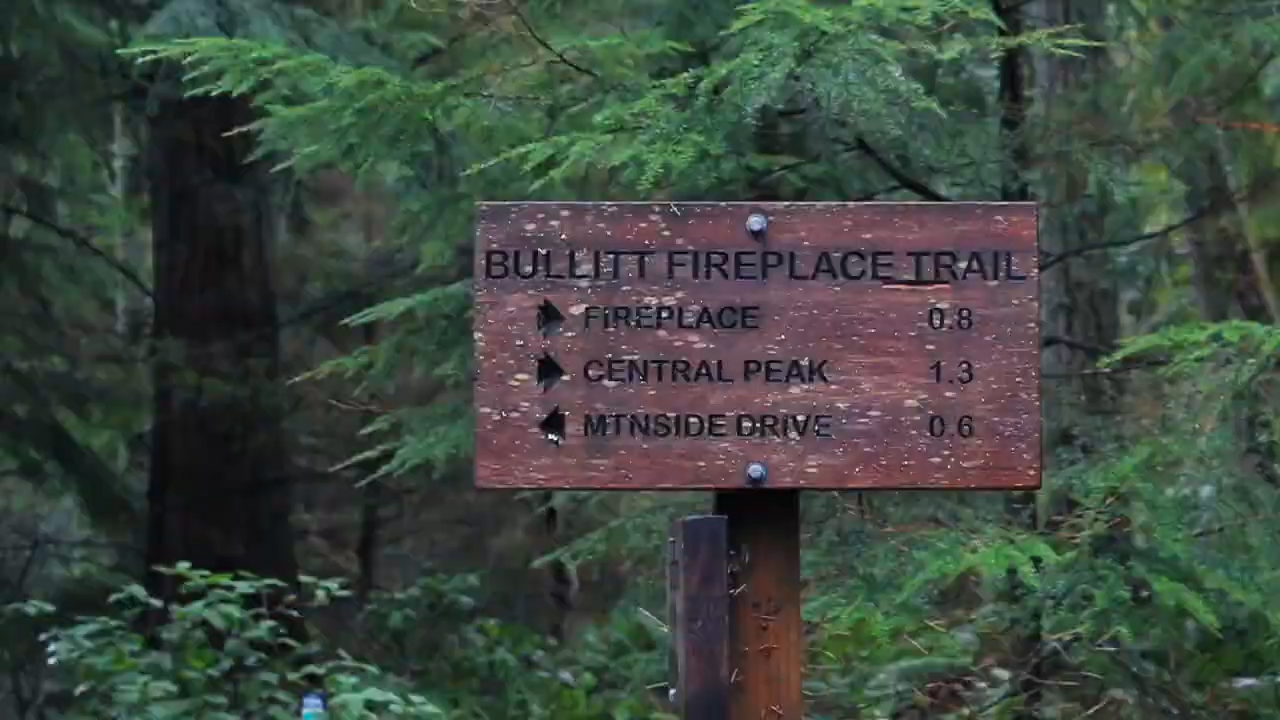 BULLITT FIREPLACE TRAIL
FIREPLACE 0.8
CENTRAL PEAK 1.3
MTNSIDE DRIVE 0.6